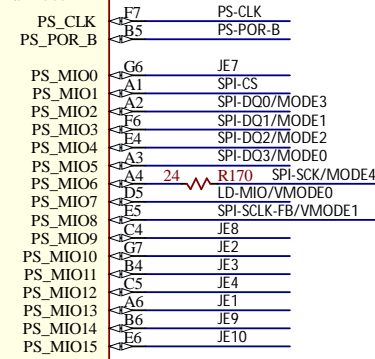 PS_CLK F7 PS-CLK
PS_POR_B B5 PS-POR-B
PS_MIO0 G6 JE7
PS_MIO1 A1 SPI-CS
PS_MIO2 A2 SPI-DQ0/MODE3
PS_MIO3 F6 SPI-DQ1/MODE1
PS_MIO4 E4 SPI-DQ2/MODE2
PS_MIO5 A3 SPI-DQ3/MODE0
PS_MIO6 A4 24 R170 SPI-SCK/MODE4
PS_MIO7 D5 LD-MIO/VMODE0
PS_MIO8 E5 SPI-SCLK-FB/VMODE1
PS_MIO9 C4 JE8
PS_MIO10 G7 JE2
PS_MIO11 B4 JE3
PS_MIO12 C5 JE4
PS_MIO13 A6 JE1
PS_MIO14 B6 JE9
PS_MIO15 E6 JE10